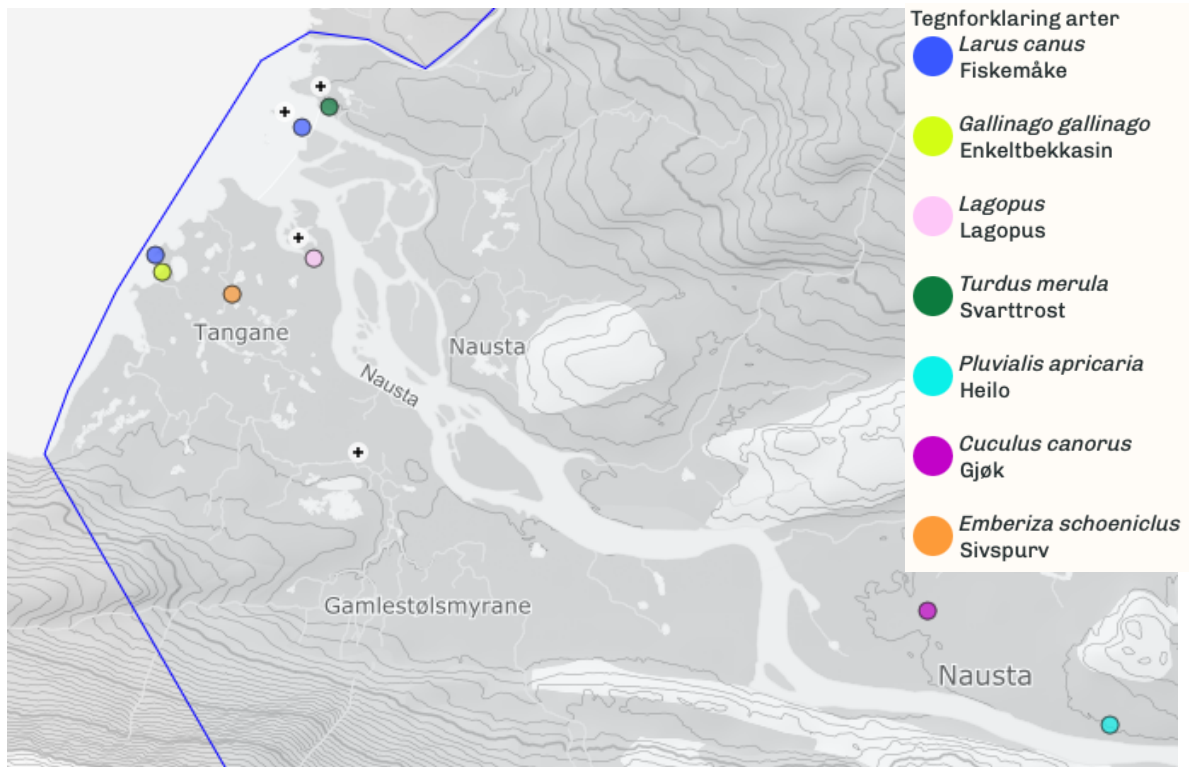 Tegnforklaring arter
Larus canus
Fiskemåke
Gallinago gallinago
Enkeltbekkasin
Lagopus
Lagopus
Turdus merula
Svarttrost
Pluvialis apricaria
Heilo
Cuculus canorus
Gjøk
Emberiza schoeniclus
Sivspurv
Tangane
Nausta
Nausta
Gamlestølsmyrane
Nausta